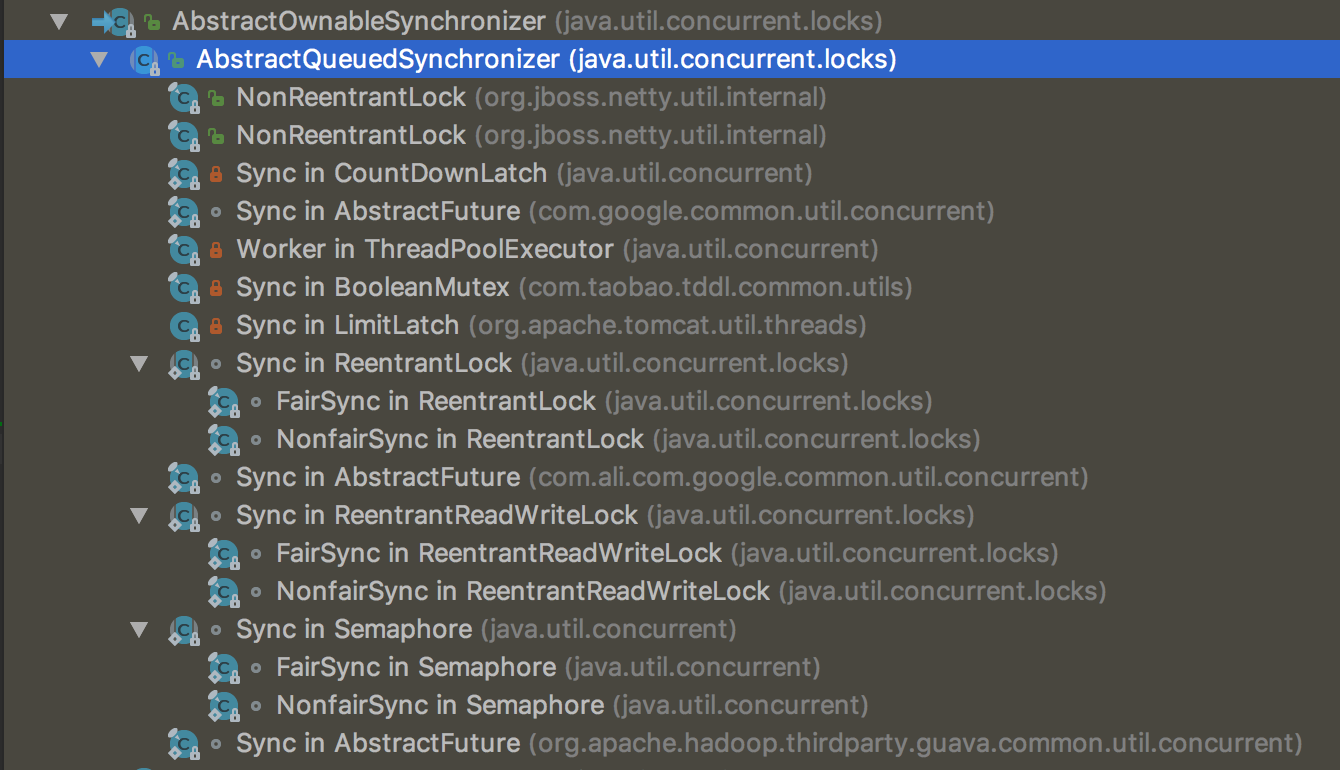 AbstractOwnableSynchronizer (java.util.concurrent.locks)
AbstractQueuedSynchronizer (java.util.concurrent.locks)
NonReentrantLock (org.jboss.netty.util.internal)
NonReentrantLock (org.jboss.netty.util.internal)
Sync in CountDownLatch (java.util.concurrent)
Sync in AbstractFuture (com.google.common.util.concurrent)
Worker in ThreadPoolExecutor (java.util.concurrent)
Sync in BooleanMutex (com.taobao.tddl.common.utils)
Sync in LimitLatch (org.apache.tomcat.util.threads)
Sync in ReentrantLock (java.util.concurrent.locks)
FairSync in ReentrantLock (java.util.concurrent.locks)
NonfairSync in ReentrantLock (java.util.concurrent.locks)
Sync in AbstractFuture (com.ali.com.google.common.util.concurrent)
Sync in ReentrantReadWriteLock (java.util.concurrent.locks)
FairSync in ReentrantReadWriteLock (java.util.concurrent.locks)
NonfairSync in ReentrantReadWriteLock (java.util.concurrent.locks)
Sync in Semaphore (java.util.concurrent)
FairSync in Semaphore (java.util.concurrent)
NonfairSync in Semaphore (java.util.concurrent)
Sync in AbstractFuture (org.apache.hadoop.thirdparty.guava.common.util.concurrent)